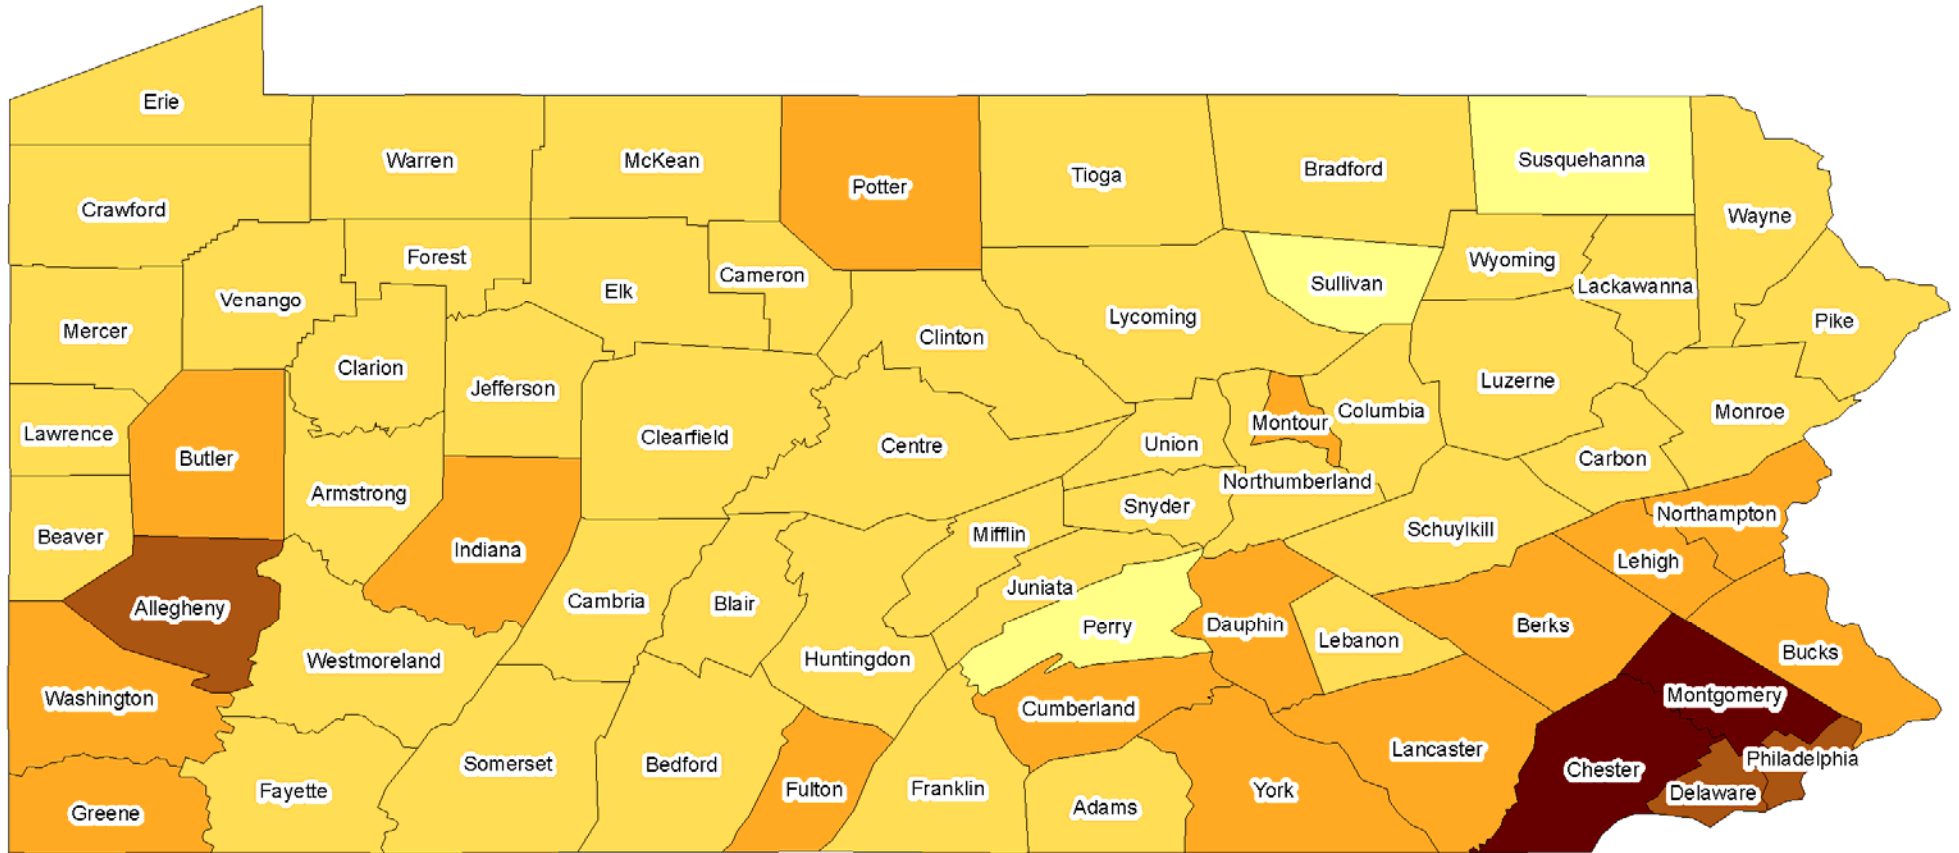 Erie
Warren
McKean
Potter
Tioga
Bradford
Susquehanna
Crawford
Wayne
Forest
Cameron
Elk
Venango
Sullivan
Wyoming
Lackawanna
Mercer
Lycoming
Pike
Clinton
Clarion
Jefferson
Luzerne
Columbia
Monroe
Montour
Lawrence
Butler
Clearfield
Centre
Union
Carbon
Armstrong
Northumberland
Snyder
Northampton
Beaver
Indiana
Mifflin
Schuylkill
Lehigh
Allegheny
Cambria
Blair
Juniata
Perry
Dauphin
Lebanon
Berks
Bucks
Westmoreland
Huntingdon
Washington
Cumberland
Montgomery
Lancaster
Philadelphia
Somerset
Bedford
Chester
Fayette
Fulton
Franklin
York
Delaware
Greene
Adams